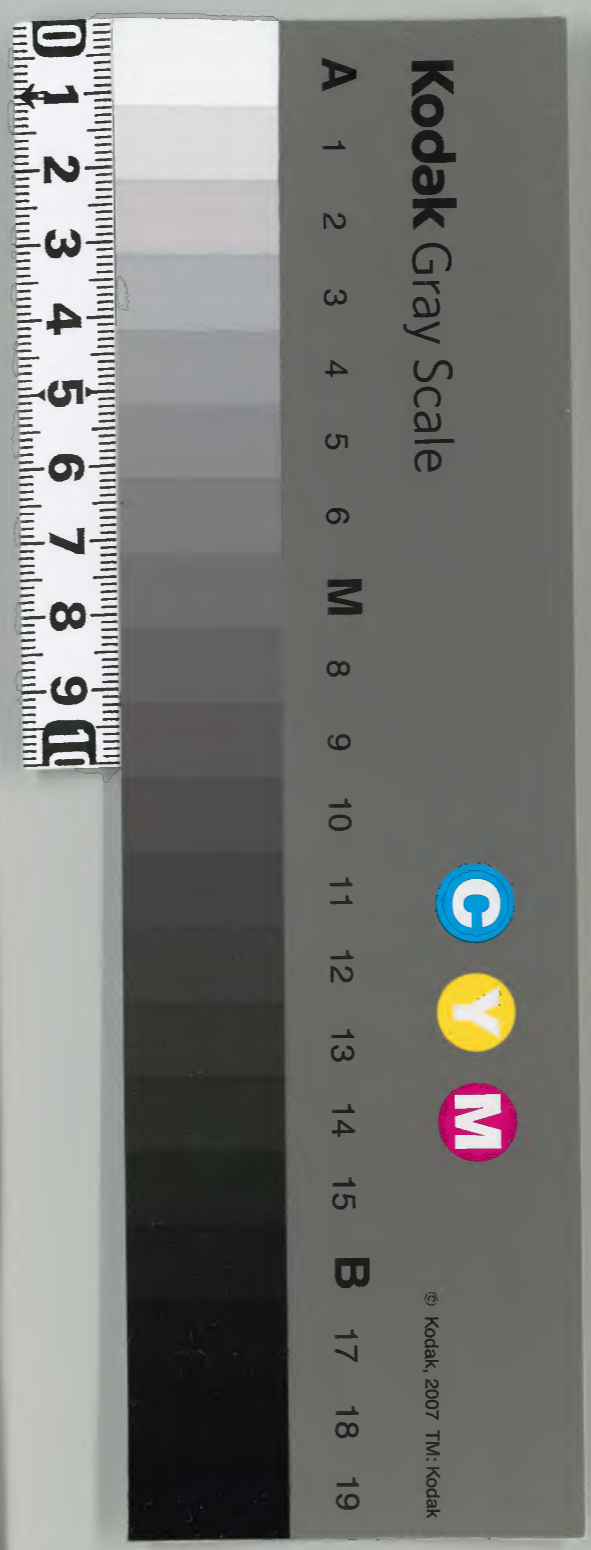 Kodak Gray Scale
C Y M
© Kodak, 2007 TM: Kodak
A 1 2 3 4 5 6 M 8 9 10 11 12 13 14 15 B 17 18 19
0 1 2 3 4 5 6 7 8 9 10